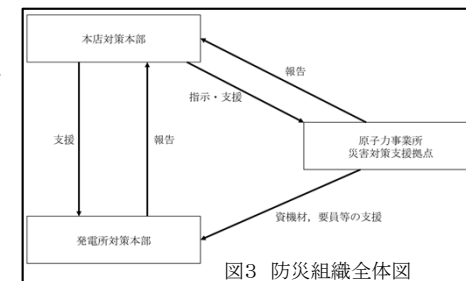 本店対策本部
報告
指示・支援
支援
報告
原子力事業所
災害対策支援拠点
資機材，要員等の支援
発電所対策本部
図3 防災組織全体図